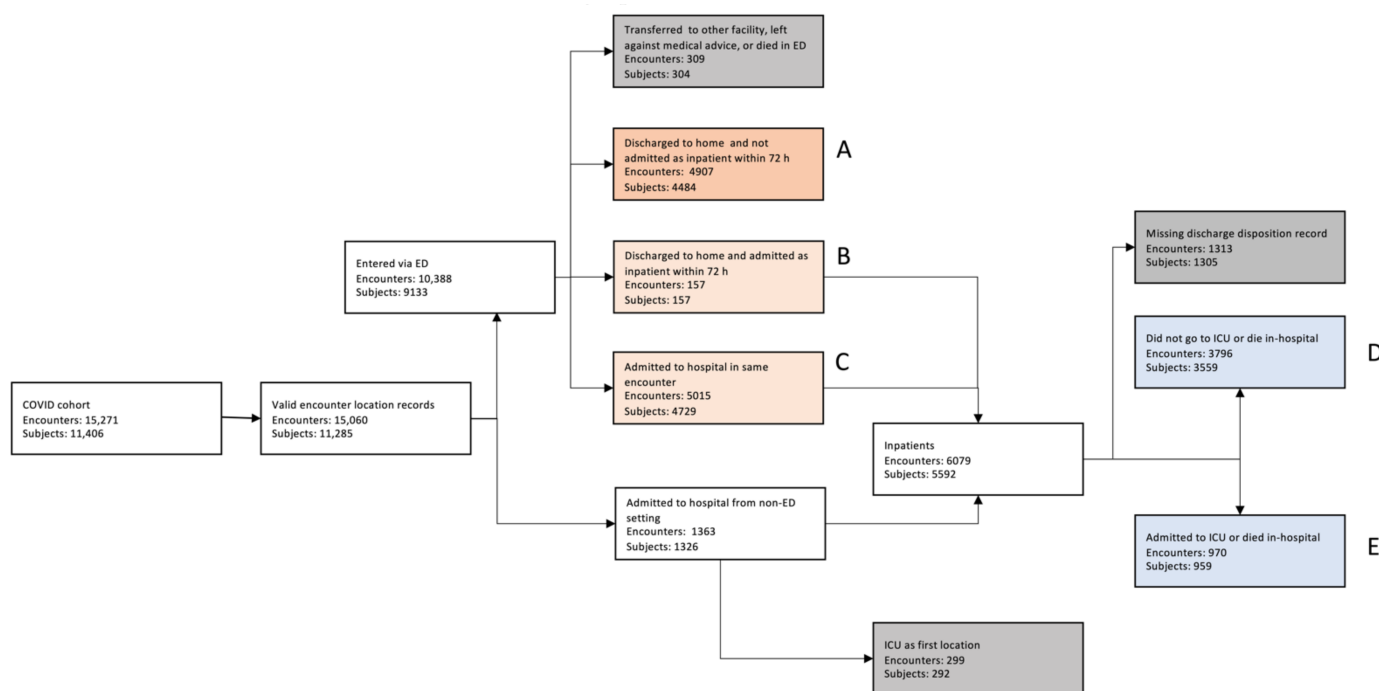 Transferred to other facility, left
against medical advice, or died in ED
Encounters: 309
Subjects: 304
Discharged to home and not
admitted as inpatient within 72 h
Encounters: 4907
Subjects: 4484
A
Discharged to home and admitted as
inpatient within 72 h
Encounters: 157
Subjects: 157
B
Admitted to hospital in same
encounter
Encounters: 5015
Subjects: 4729
C
Entered via ED
Encounters: 10,388
Subjects: 9133
COVID cohort
Encounters: 15,271
Subjects: 11,406
Valid encounter location records
Encounters: 15,060
Subjects: 11,285
Admitted to hospital from non-ED
setting
Encounters: 1363
Subjects: 1326
Inpatients
Encounters: 6079
Subjects: 5592
ICU as first location
Encounters: 299
Subjects: 292
Missing discharge disposition record
Encounters: 1313
Subjects: 1305
Did not go to ICU or die in-hospital
Encounters: 3796
Subjects: 3559
D
Admitted to ICU or died in-hospital
Encounters: 970
Subjects: 959
E